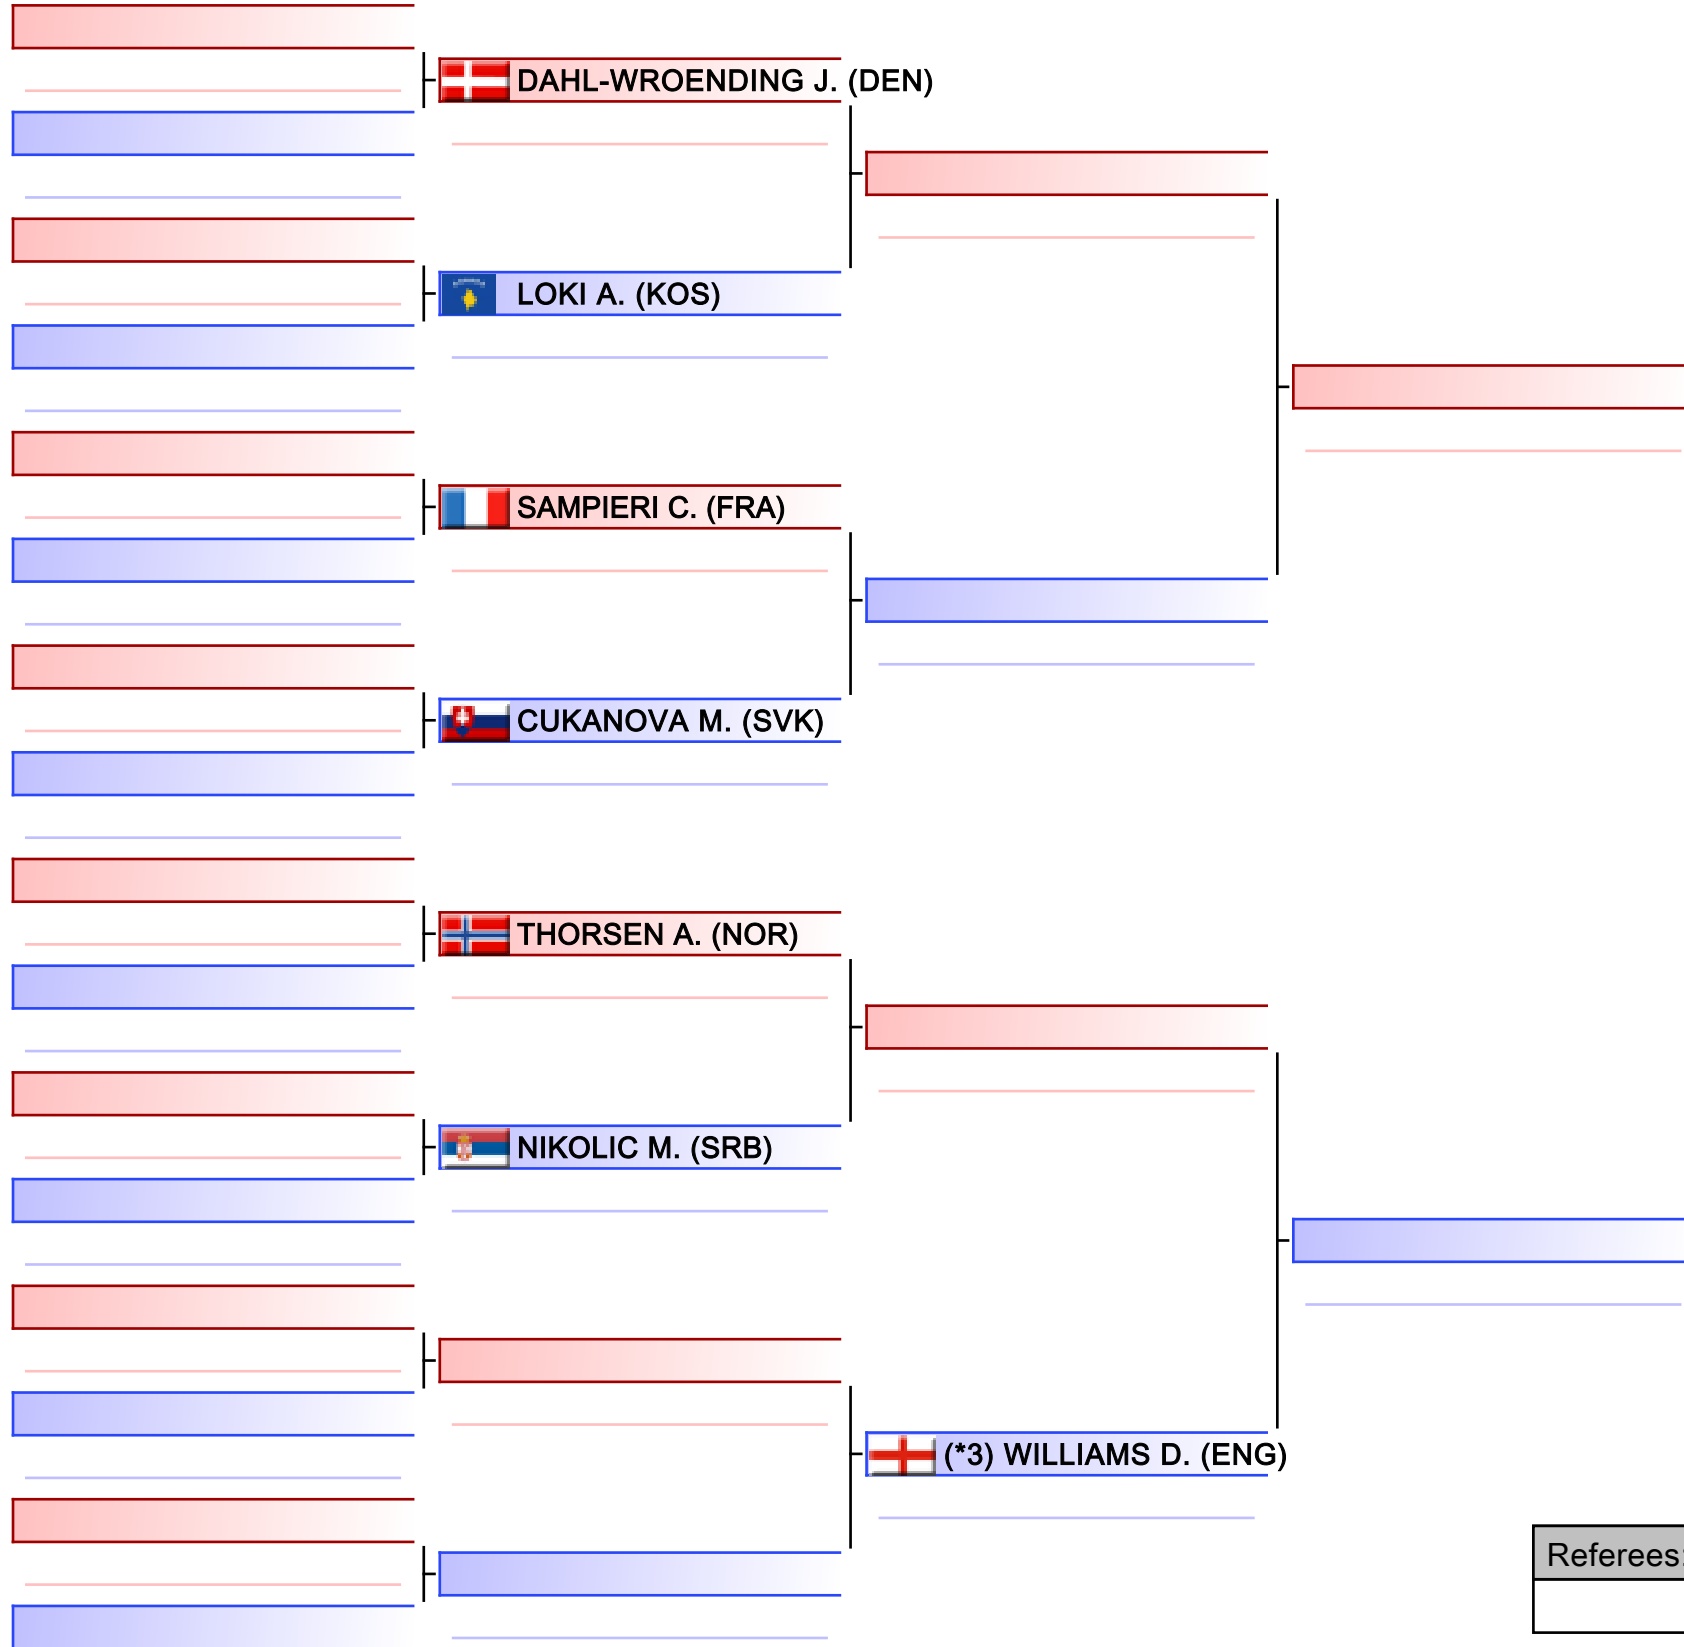 DAHL-WROENDING J. (DEN)
LOKI A. (KOS)
SAMPIERI C. (FRA)
CUKANOVA M. (SVK)
THORSEN A. (NOR)
NIKOLIC M. (SRB)
(*3) WILLIAMS D. (ENG)
Referees: